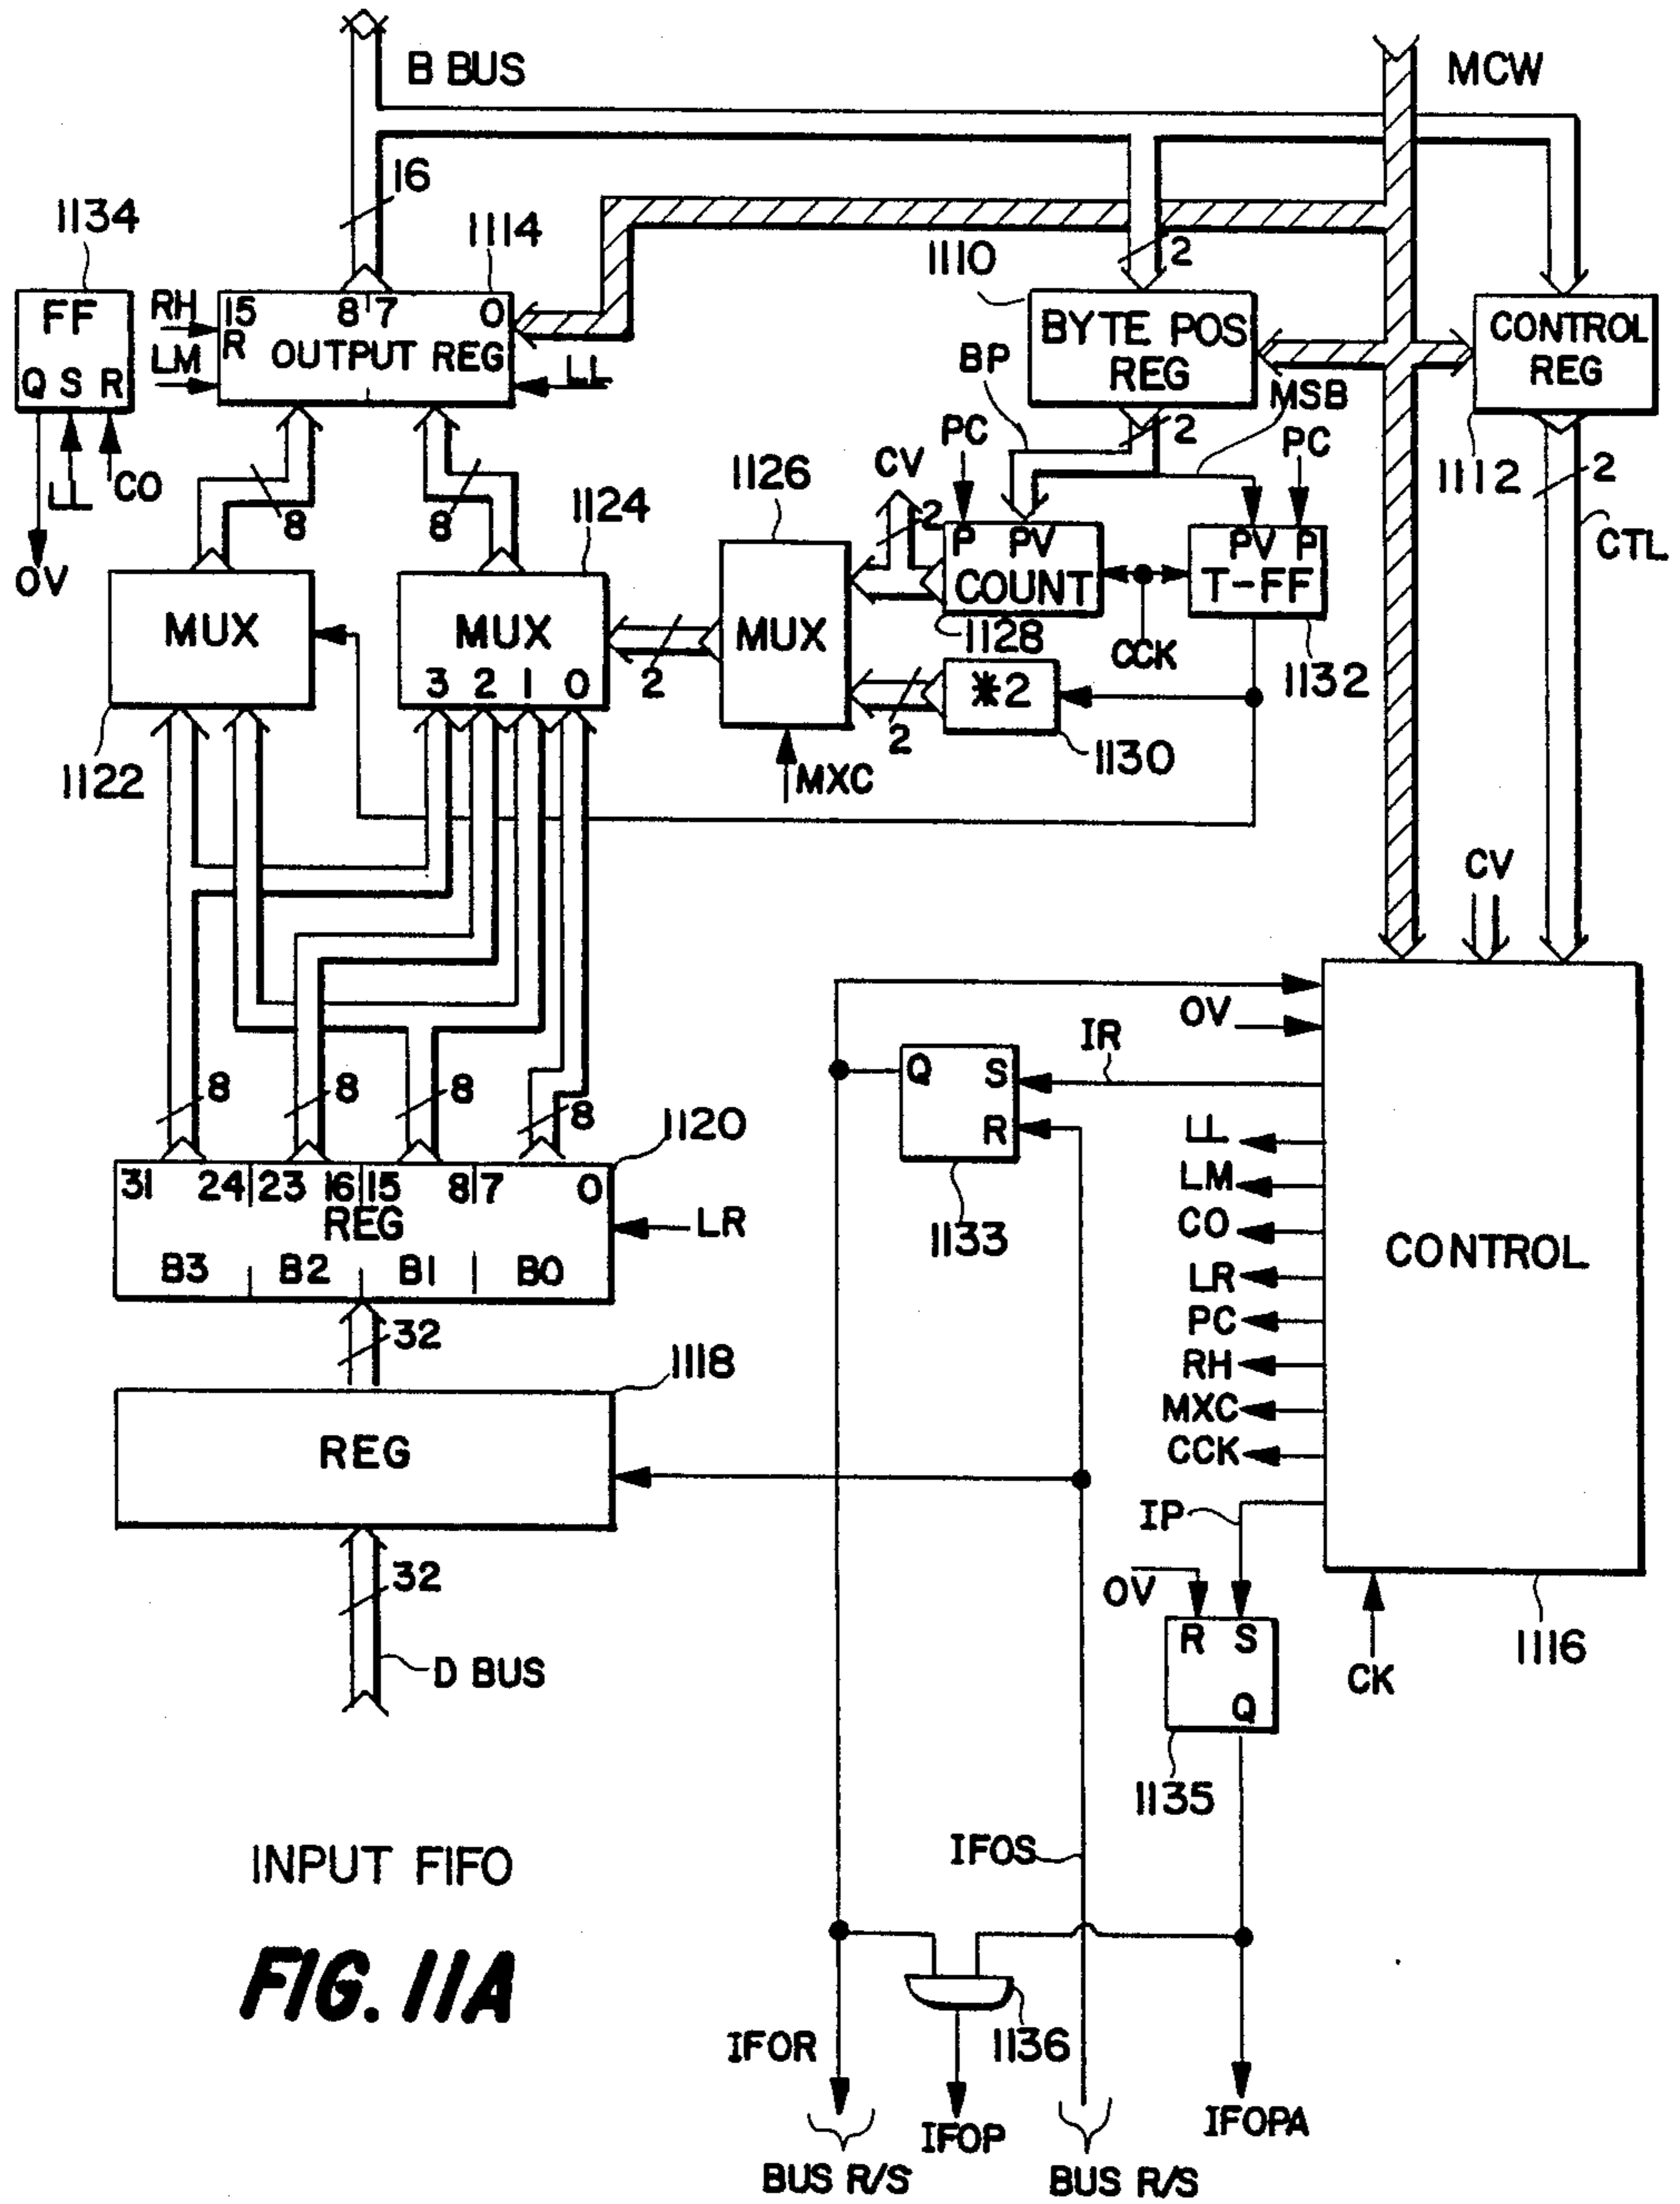 B BUS
MCW
16
1134
1114
1110
2
FF
Q S R
RH
LM
15 8 7 0
R OUTPUT REG
LL
BYTE POS
REG
CONTROL
REG
BP
MSB
2
PC
PC
1112
2
CTL
OV
LL
CO
8
8
1124
1126
CV
2
P PV
COUNT
PV P
T-FF
MUX
MUX
3 2 1 0
2
MUX
1128
CCK
1132
*2
2
1130
1122
MXC
CV
OV
IR
Q S
R
1133
8
8
8
8
1120
31 24 23 16 15 8 7 0
REG
B3 B2 B1 B0
LR
LL
LM
CO
LR
PC
RH
MXC
CCK
CONTROL
32
1118
REG
IP
OV
32
D BUS
R S
Q
CK
1116
1135
INPUT FIFO
IFOS
FIG. 11A
1136
IFOR
IFOP
IFOPA
BUS R/S
BUS R/S